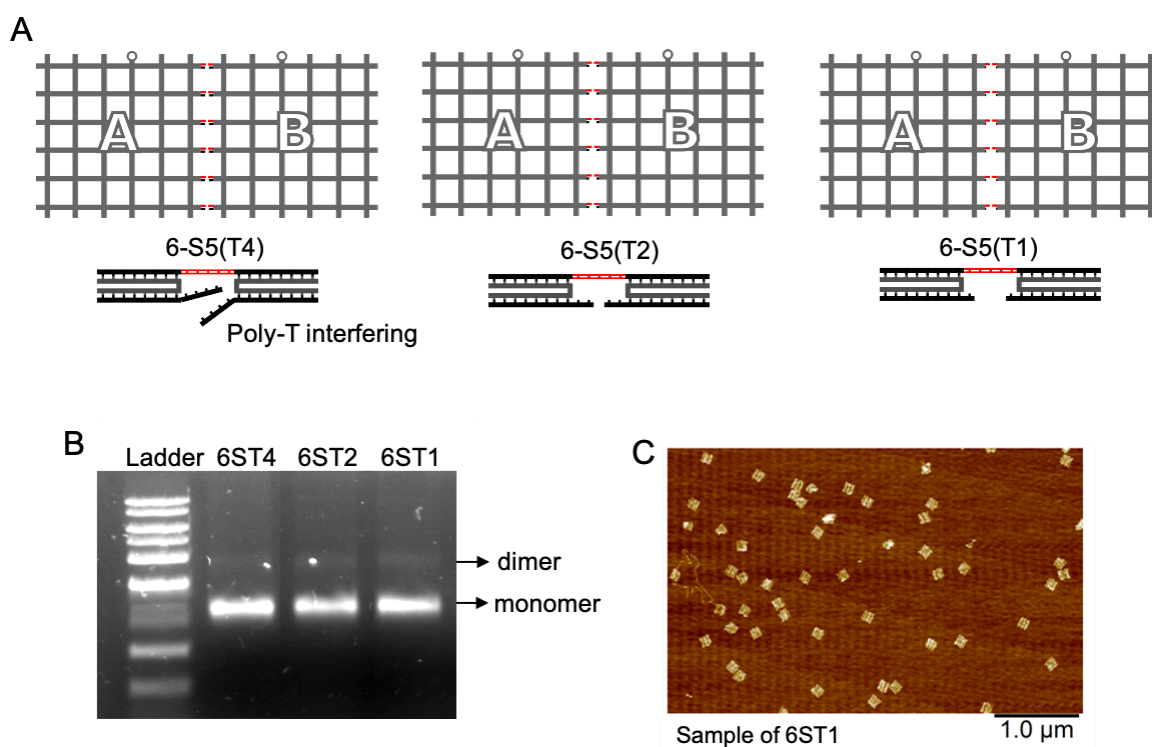 A
A B
A B
A B
6-S5(T4)
6-S5(T2)
6-S5(T1)
Poly-T interfering
B
Ladder 6ST4 6ST2 6ST1
dimer
monomer
C
1.0 μm
Sample of 6ST1